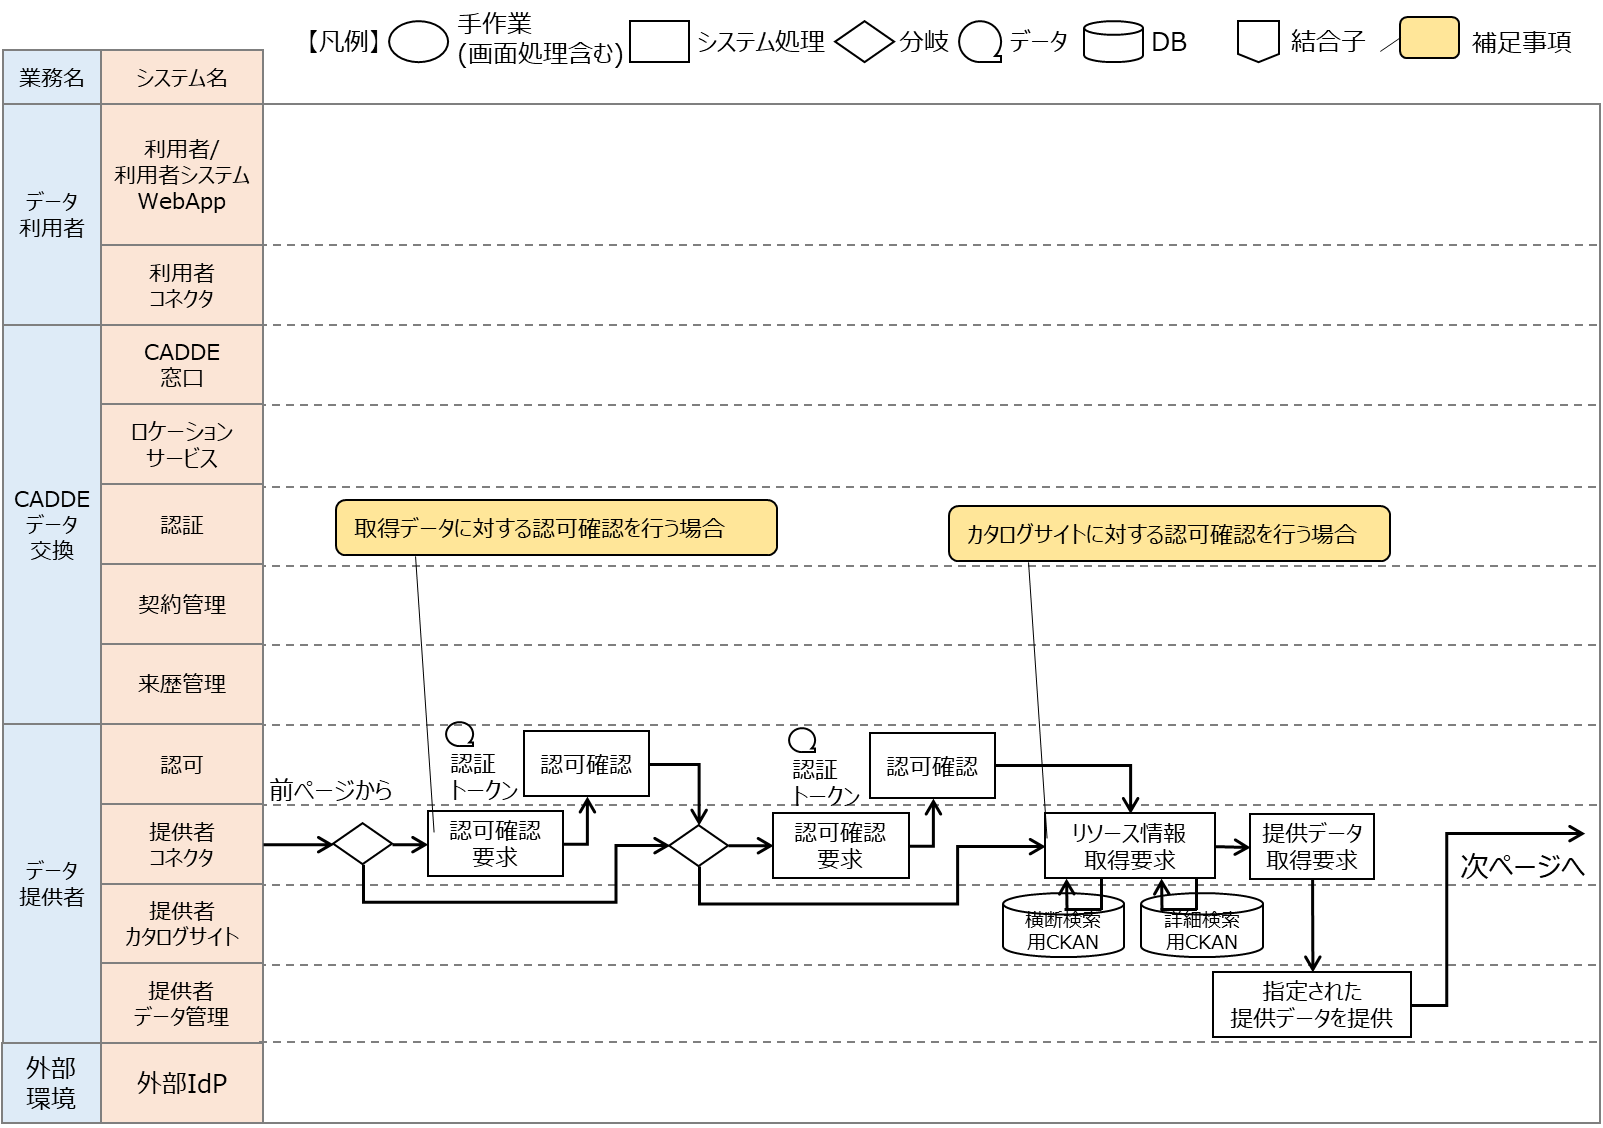 【凡例】
手作業
(画面処理含む)
システム処理
分岐
データ
DB
結合子
補足事項
業務名
システム名
データ
利用者
利用者/
利用者システム
WebApp
利用者
コネクタ
CADDE
データ
交換
CADDE
窓口
ロケーション
サービス
認証
契約管理
来歴管理
データ
提供者
認可
提供者
コネクタ
提供者
カタログサイト
提供者
データ管理
外部
環境
外部IdP
取得データに対する認可確認を行う場合
カタログサイトに対する認可確認を行う場合
前ページから
認証
トークン
認可確認
認可確認
要求
認証
トークン
認可確認
認可確認
要求
リソース情報
取得要求
提供データ
取得要求
次ページへ
横断検索
用CKAN
詳細検索
用CKAN
指定された
提供データを提供